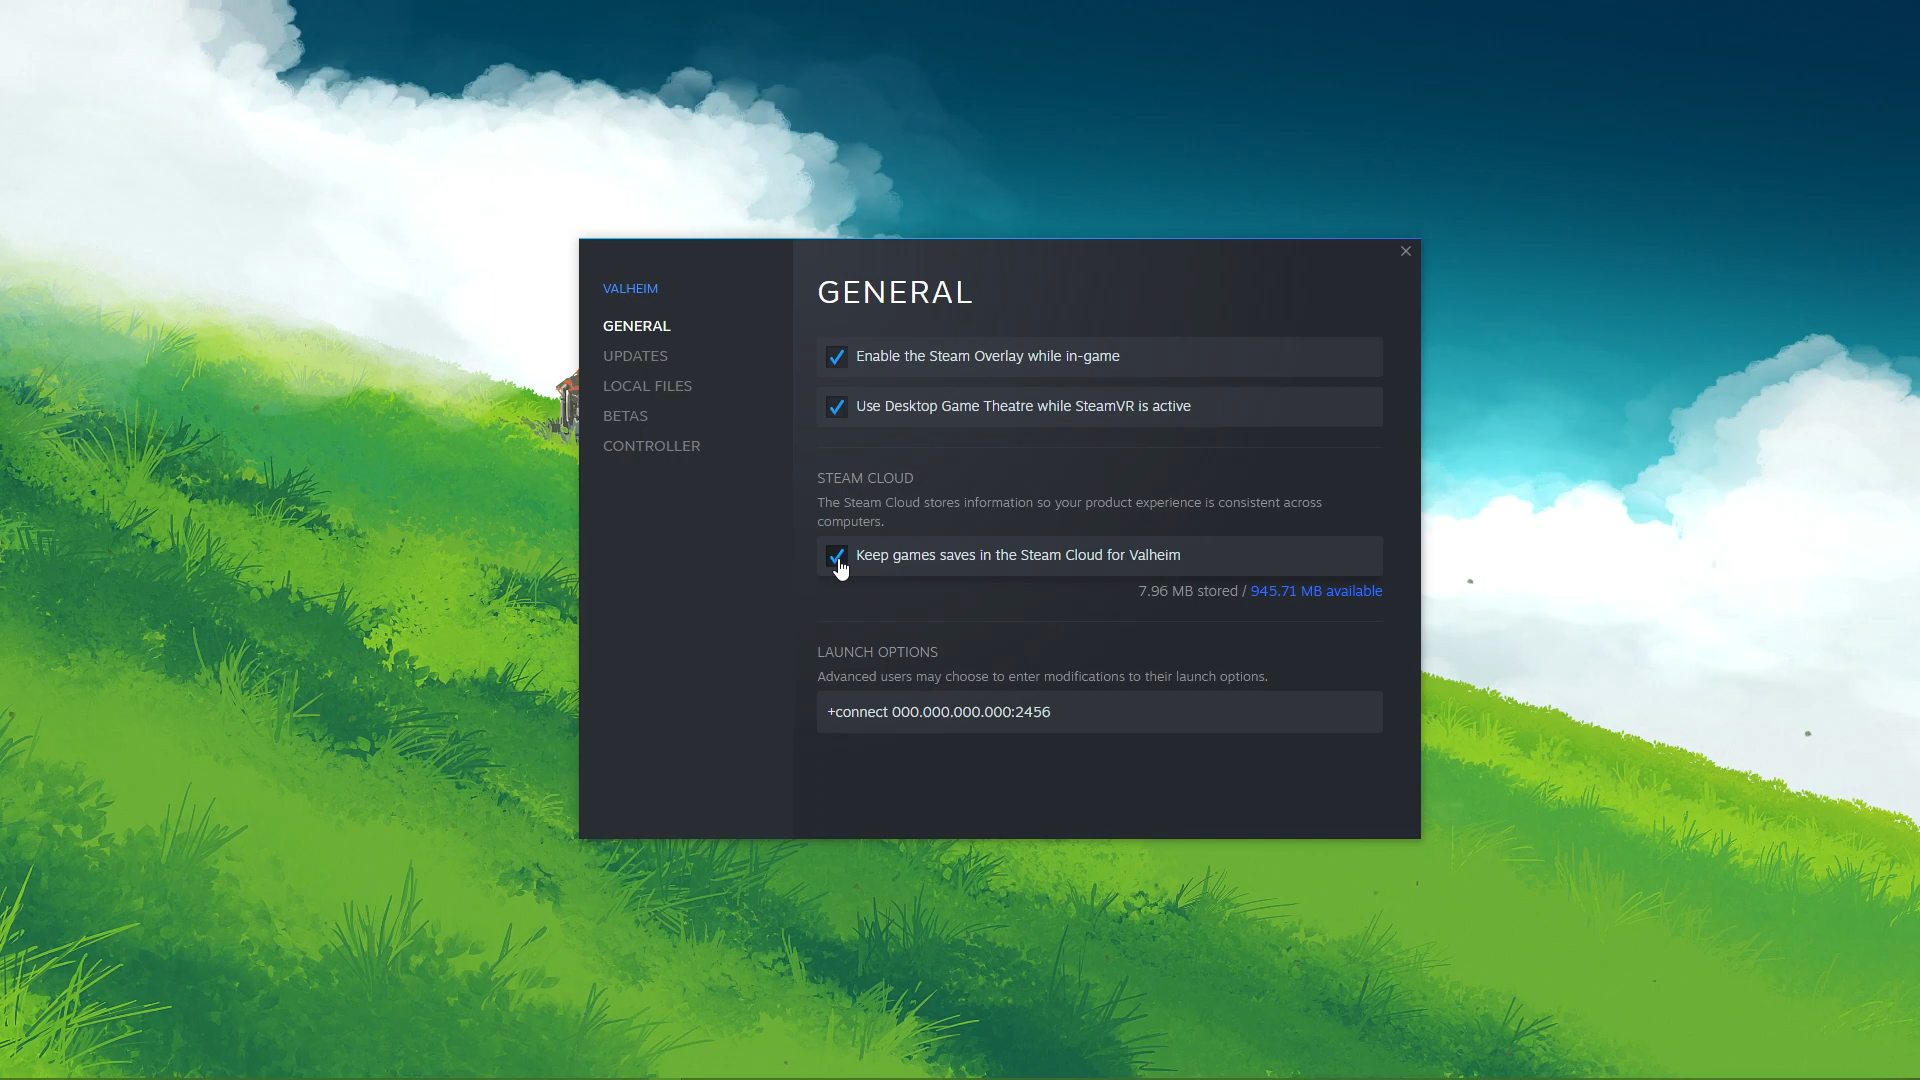 VALHEIM
GENERAL
UPDATES
LOCAL FILES
BETAS
CONTROLLER
GENERAL
Enable the Steam Overlay while in-game
Use Desktop Game Theatre while SteamVR is active
STEAM CLOUD
The Steam Cloud stores information so your product experience is consistent across
computers.
Keep games saves in the Steam Cloud for Valheim
7.96 MB stored / 945.71 MB available
LAUNCH OPTIONS
Advanced users may choose to enter modifications to their launch options.
+connect 000.000.000.000:2456